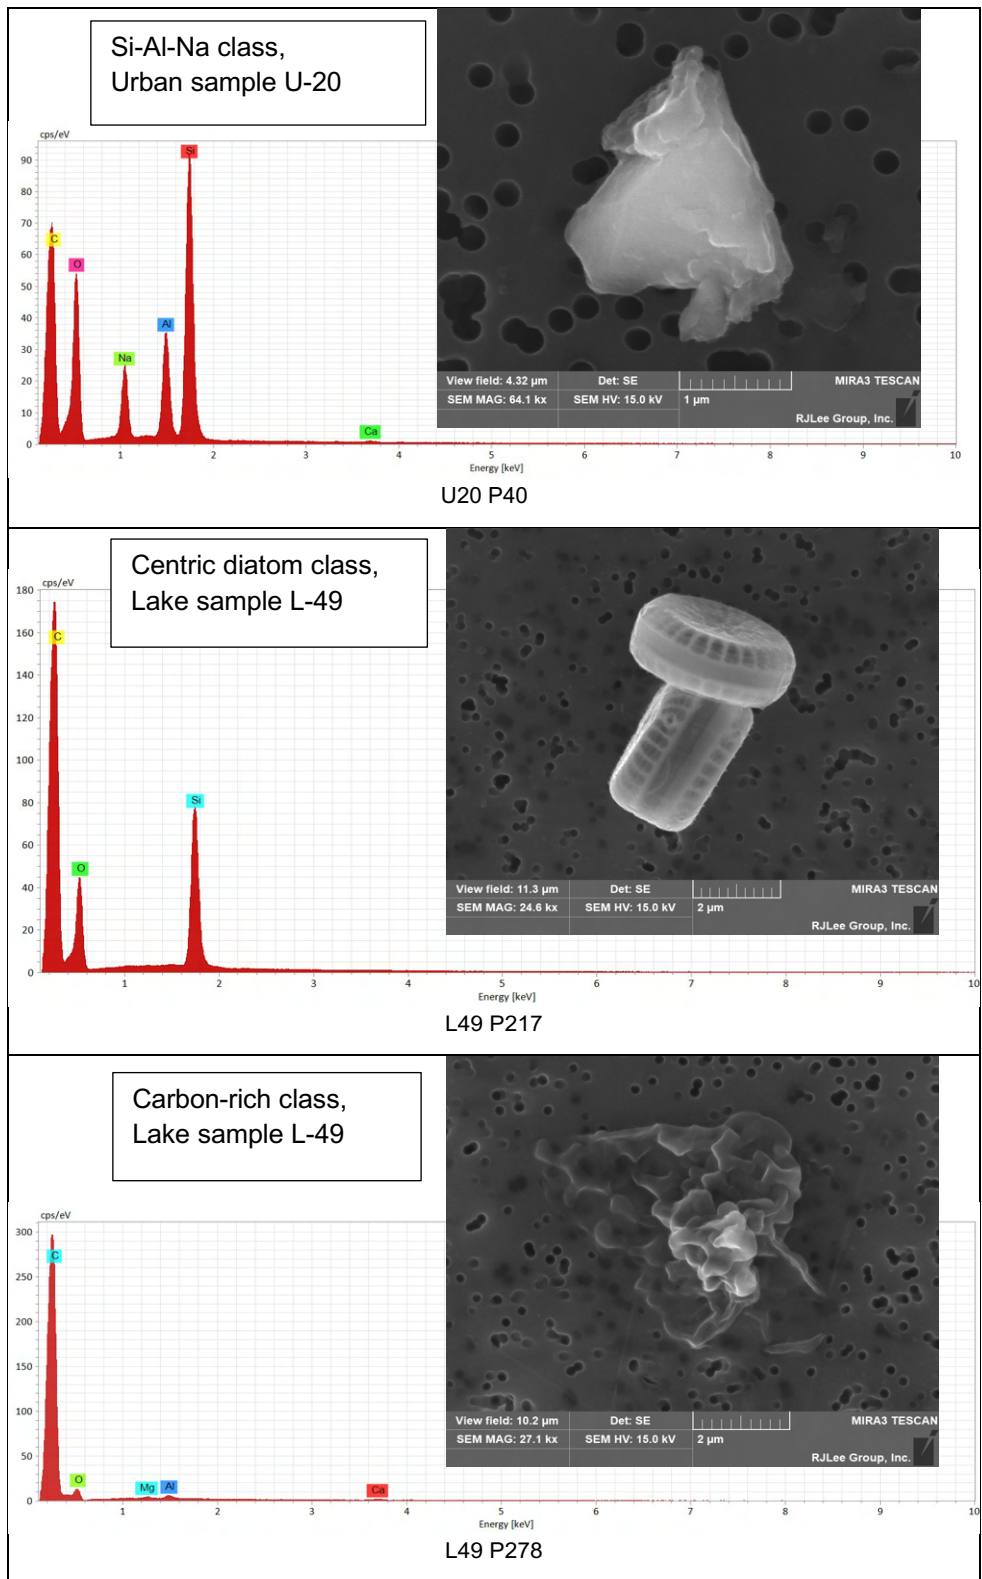 Si-Al-Na class,
Urban sample U-20
cps/eV
90
80
70
60
50
40
30
20
10
0
C
O
Na
Al
Si
Ca
1 2 3 4 5 6 7 8 9 10
Energy [keV]
View field: 4.32 µm Det: SE MIRA3 TESCAN
SEM MAG: 64.1 kx SEM HV: 15.0 kV 1 µm
RJLee Group, Inc.
U20 P40
Centric diatom class,
Lake sample L-49
cps/eV
180
160
140
120
100
80
60
40
20
0
C
O
Si
1 2 3 4 5 6 7 8 9 10
Energy [keV]
View field: 11.3 µm Det: SE MIRA3 TESCAN
SEM MAG: 24.6 kx SEM HV: 15.0 kV 2 µm
RJLee Group, Inc.
L49 P217
Carbon-rich class,
Lake sample L-49
cps/eV
300
250
200
150
100
50
0
C
O
Mg
Al
Ca
1 2 3 4 5 6 7 8 9 10
Energy [keV]
View field: 10.2 µm Det: SE MIRA3 TESCAN
SEM MAG: 27.1 kx SEM HV: 15.0 kV 2 µm
RJLee Group, Inc.
L49 P278